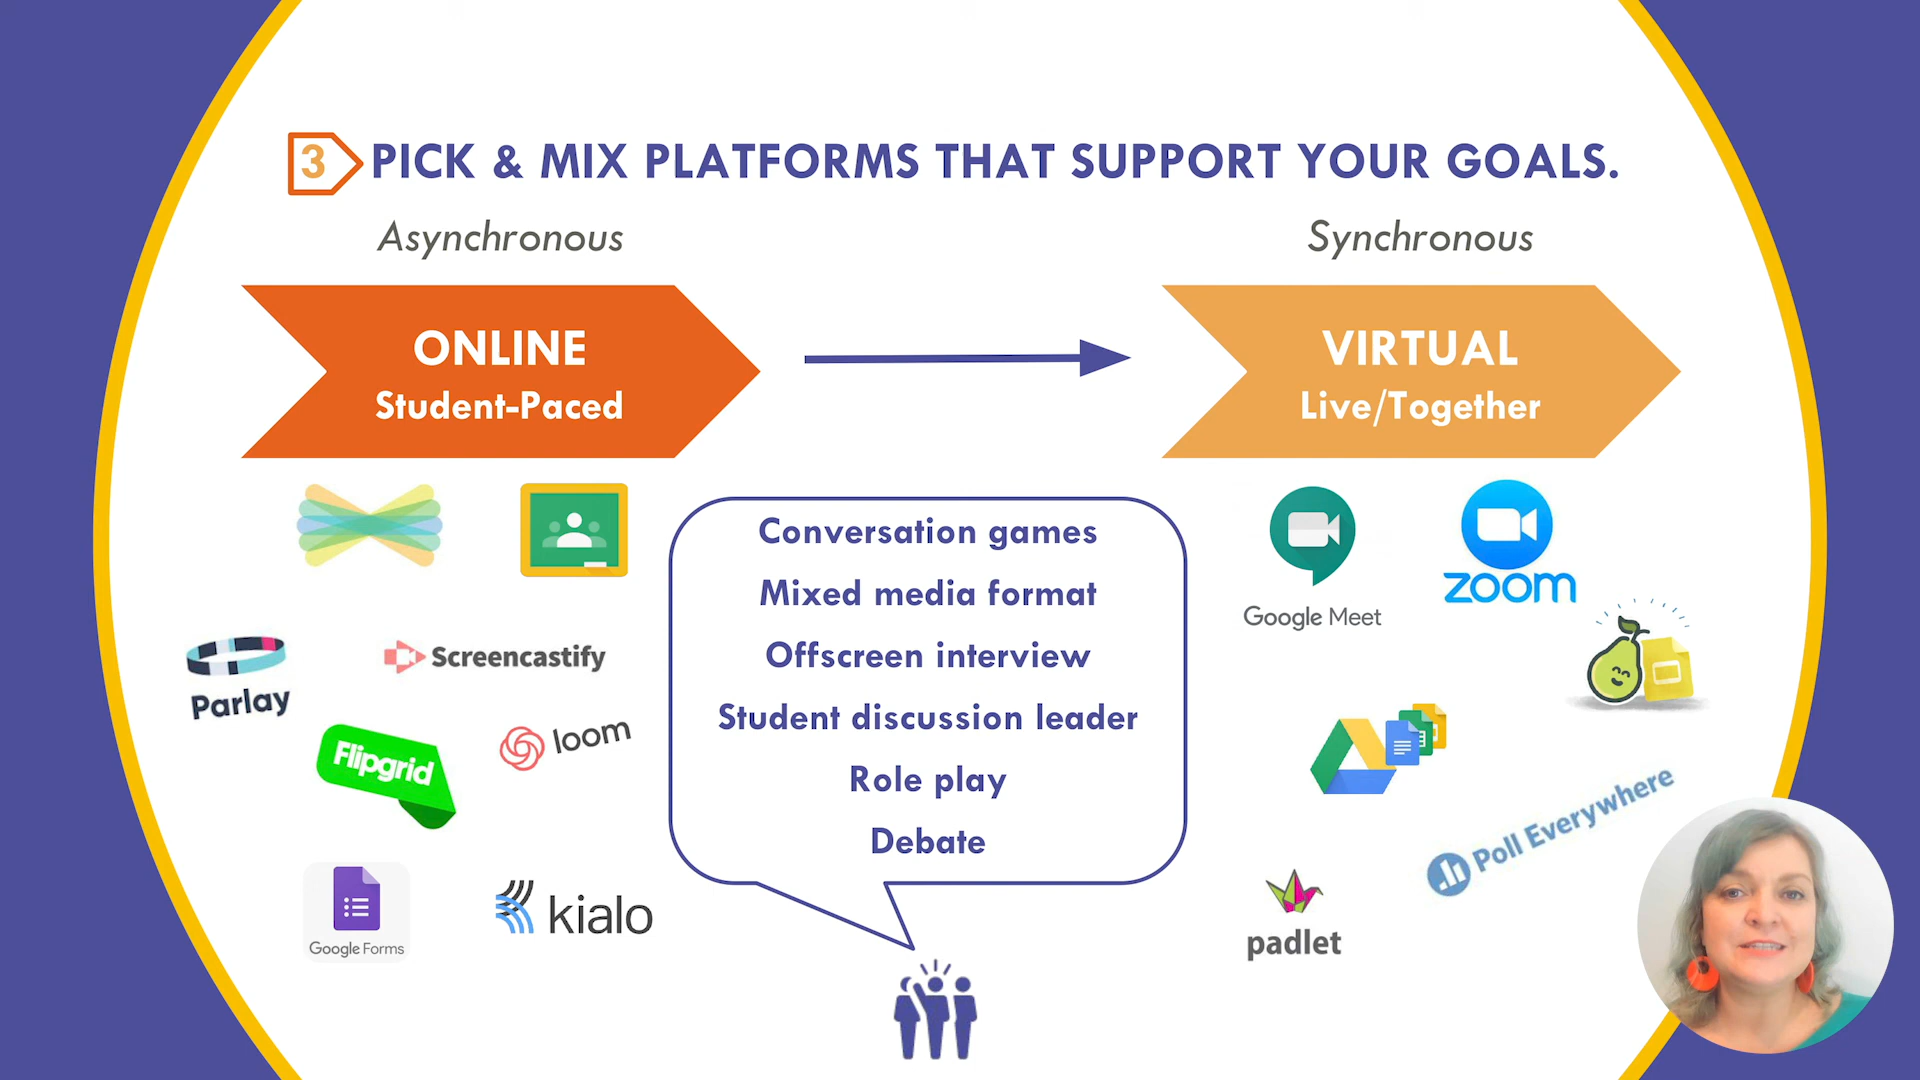 3 PICK & MIX PLATFORMS THAT SUPPORT YOUR GOALS.
Asynchronous
Synchronous
ONLINE
Student-Paced
VIRTUAL
Live/Together
Conversation games
Mixed media format
Offscreen interview
Student discussion leader
Role play
Debate
Parlay
Screencastify
Flipgrid
loom
Google Forms
kialo
Google Meet
zoom
Poll Everywhere
padlet